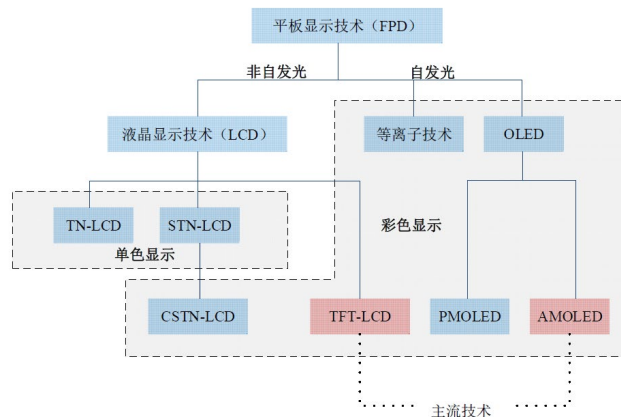 平板显示技术（FPD）
非自发光
自发光
液晶显示技术（LCD）
等离子技术
OLED
TN-LCD
STN-LCD
彩色显示
单色显示
CSTN-LCD
TFT-LCD
PMOLED
AMOLED
主流技术